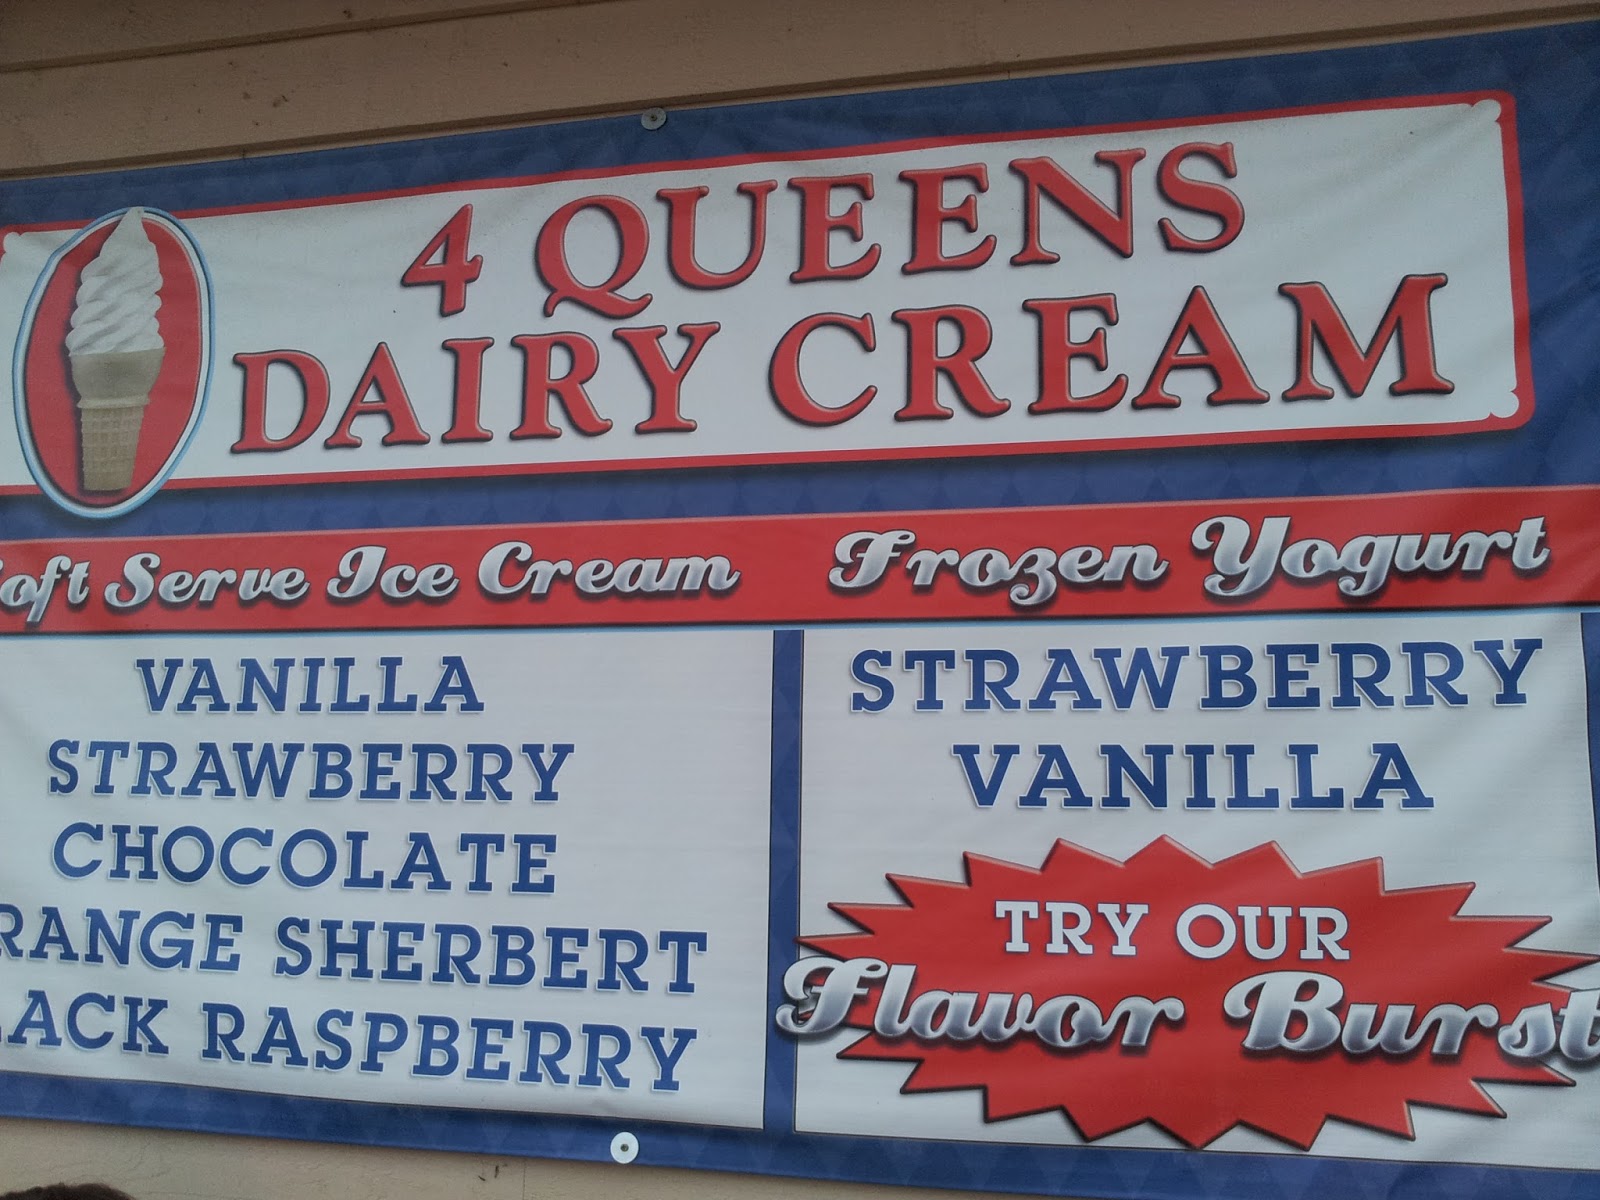 4 QUEENS
DAIRY CREAM
Soft Serve Ice Cream
Frozen Yogurt
VANILLA
STRAWBERRY
CHOCOLATE
RANGE SHERBERT
LACK RASPBERRY
STRAWBERRY
VANILLA
TRY OUR
Flavor Burst